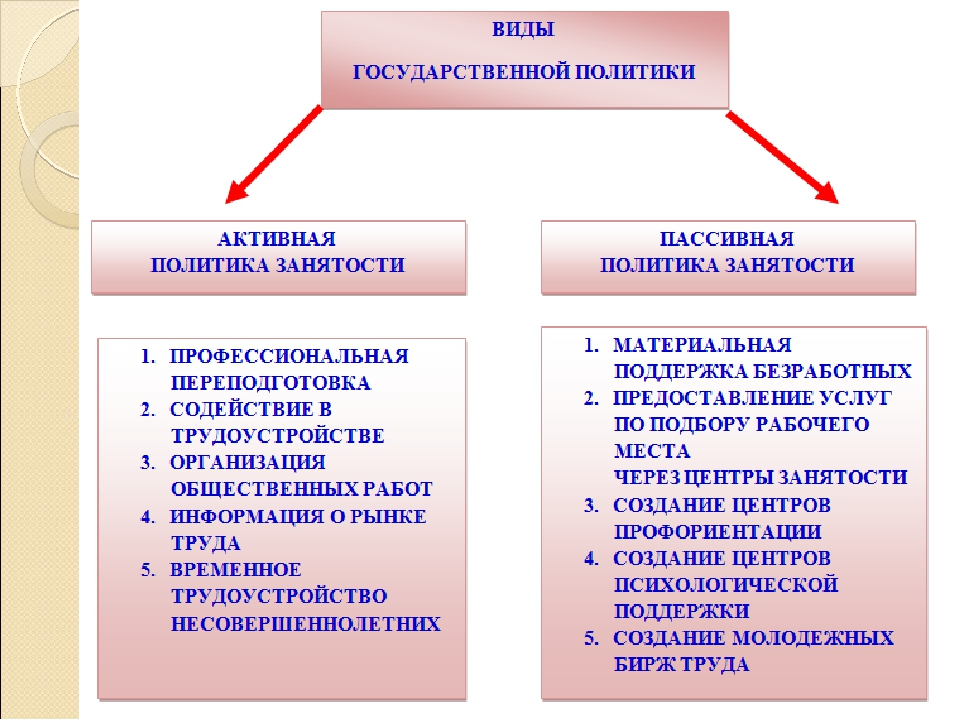 ВИДЫ
ГОСУДАРСТВЕННОЙ ПОЛИТИКИ
АКТИВНАЯ
ПОЛИТИКА ЗАНЯТОСТИ
1. ПРОФЕССИОНАЛЬНАЯ
ПЕРЕПОДГОТОВКА
2. СОДЕЙСТВИЕ В
ТРУДОУСТРОЙСТВЕ
3. ОРГАНИЗАЦИЯ
ОБЩЕСТВЕННЫХ РАБОТ
4. ИНФОРМАЦИЯ О РЫНКЕ
ТРУДА
5. ВРЕМЕННОЕ
ТРУДОУСТРОЙСТВО
НЕСОВЕРШЕННОЛЕТНИХ
ПАССИВНАЯ
ПОЛИТИКА ЗАНЯТОСТИ
1. МАТЕРИАЛЬНАЯ
ПОДДЕРЖКА БЕЗРАБОТНЫХ
2. ПРЕДОСТАВЛЕНИЕ УСЛУГ
ПО ПОДБОРУ РАБОЧЕГО
МЕСТА
ЧЕРЕЗ ЦЕНТРЫ ЗАНЯТОСТИ
3. СОЗДАНИЕ ЦЕНТРОВ
ПРОФОРИЕНТАЦИИ
4. СОЗДАНИЕ ЦЕНТРОВ
ПСИХОЛОГИЧЕСКОЙ
ПОДДЕРЖКИ
5. СОЗДАНИЕ МОЛОДЕЖНЫХ
БИРЖ ТРУДА